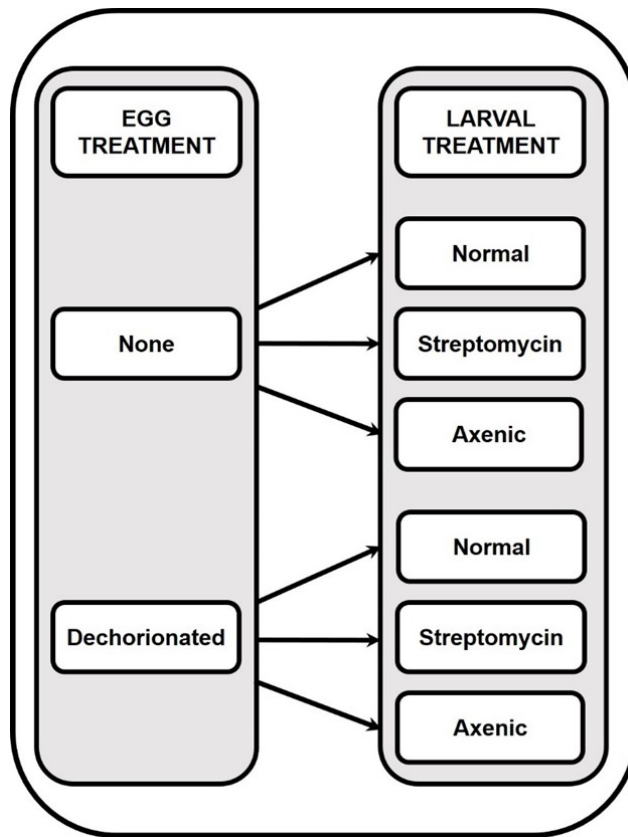 EGG
TREATMENT
None
Dechorionated
LARVAL
TREATMENT
Normal
Streptomycin
Axenic
Normal
Streptomycin
Axenic